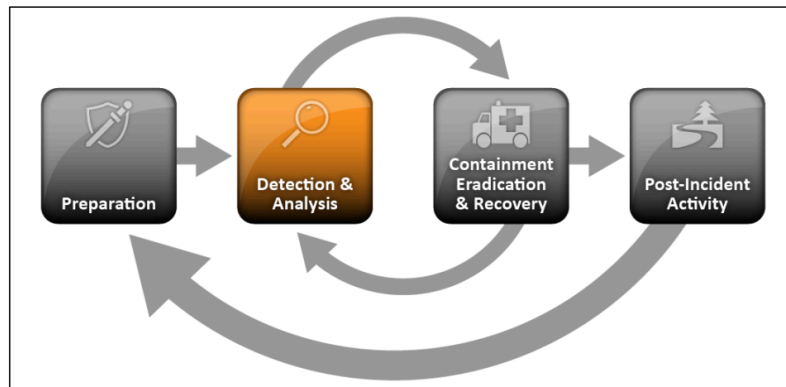 Preparation
Detection &
Analysis
Containment
Eradication
& Recovery
Post-Incident
Activity